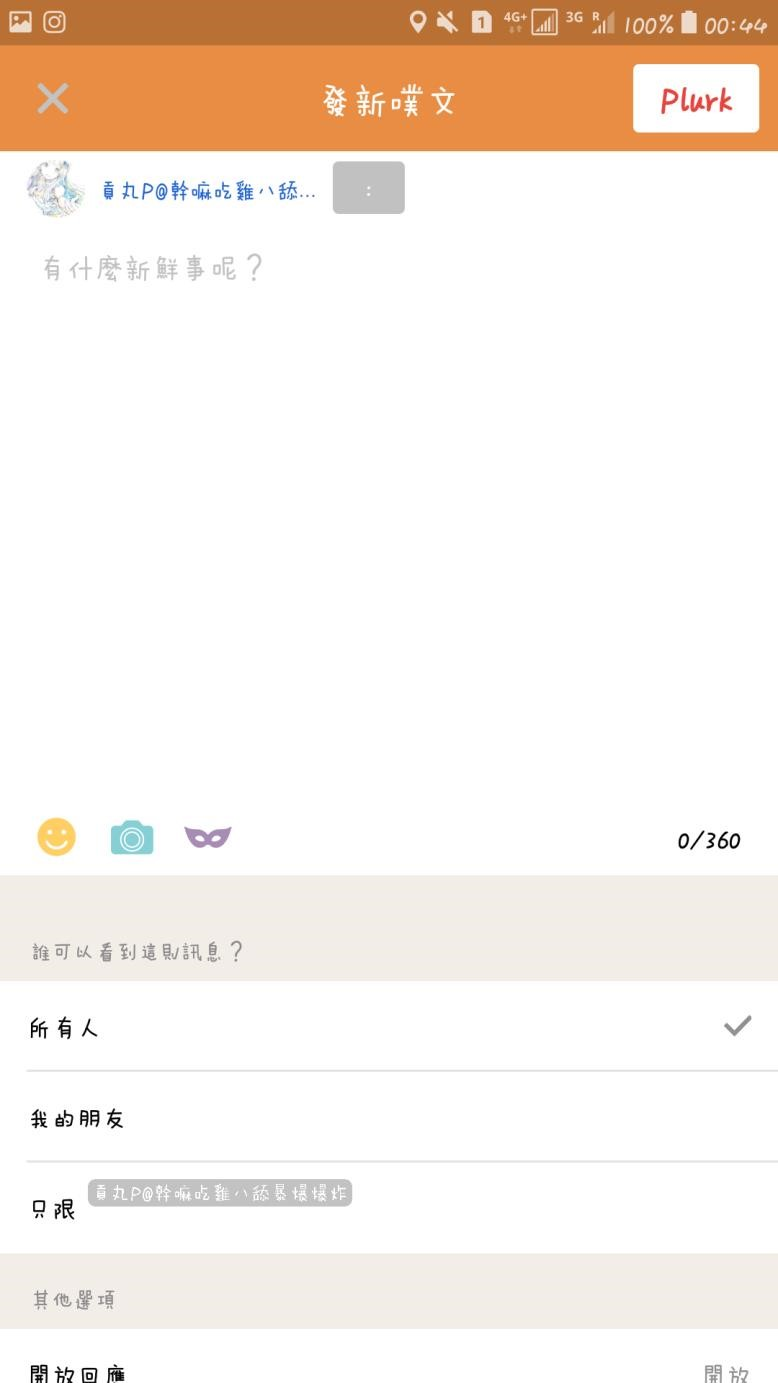 1 4G+ 3G R 100% 00:44
發新噗文
Plurk
貢丸P@幹嘛吃雞八舔... :
有什麼新鮮事呢？
0/360
誰可以看到這則訊息？
所有人
我的朋友
只限 貢丸P@幹嘛吃雞八舔暴爆爆炸
其他選項
開放回應 開放